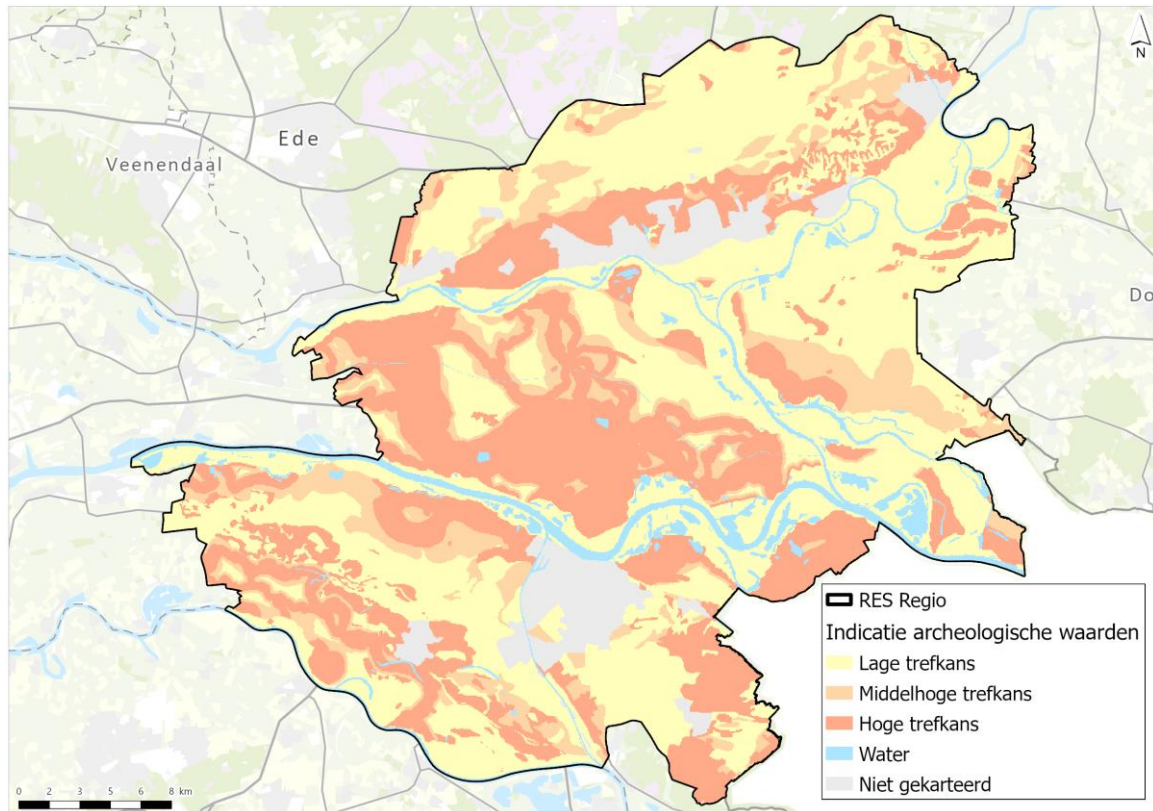 N
Ede
Veenendaal
Do
RES Regio
Indicatie archeologische waarden
Lage trefkans
Middelhoge trefkans
Hoge trefkans
Water
Niet gekarteerd
0 2 3 5 6 8 km